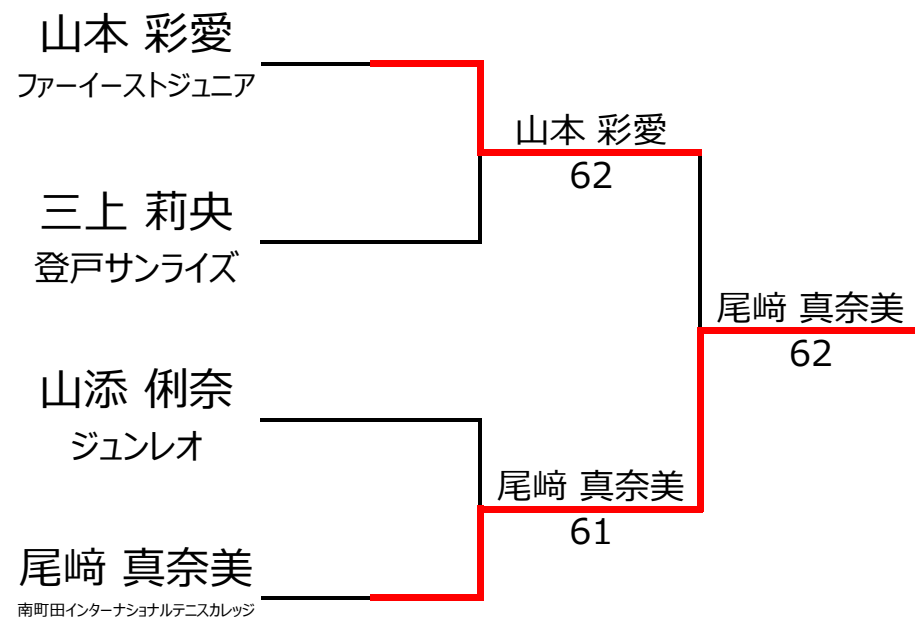 山本 彩愛
ファーイーストジュニア
山本 彩愛
62
三上 莉央
登戸サンライズ
尾﨑 真奈美
62
山添 俐奈
ジュンレオ
尾﨑 真奈美
61
尾﨑 真奈美
南町田インターナショナルテニスカレッジ